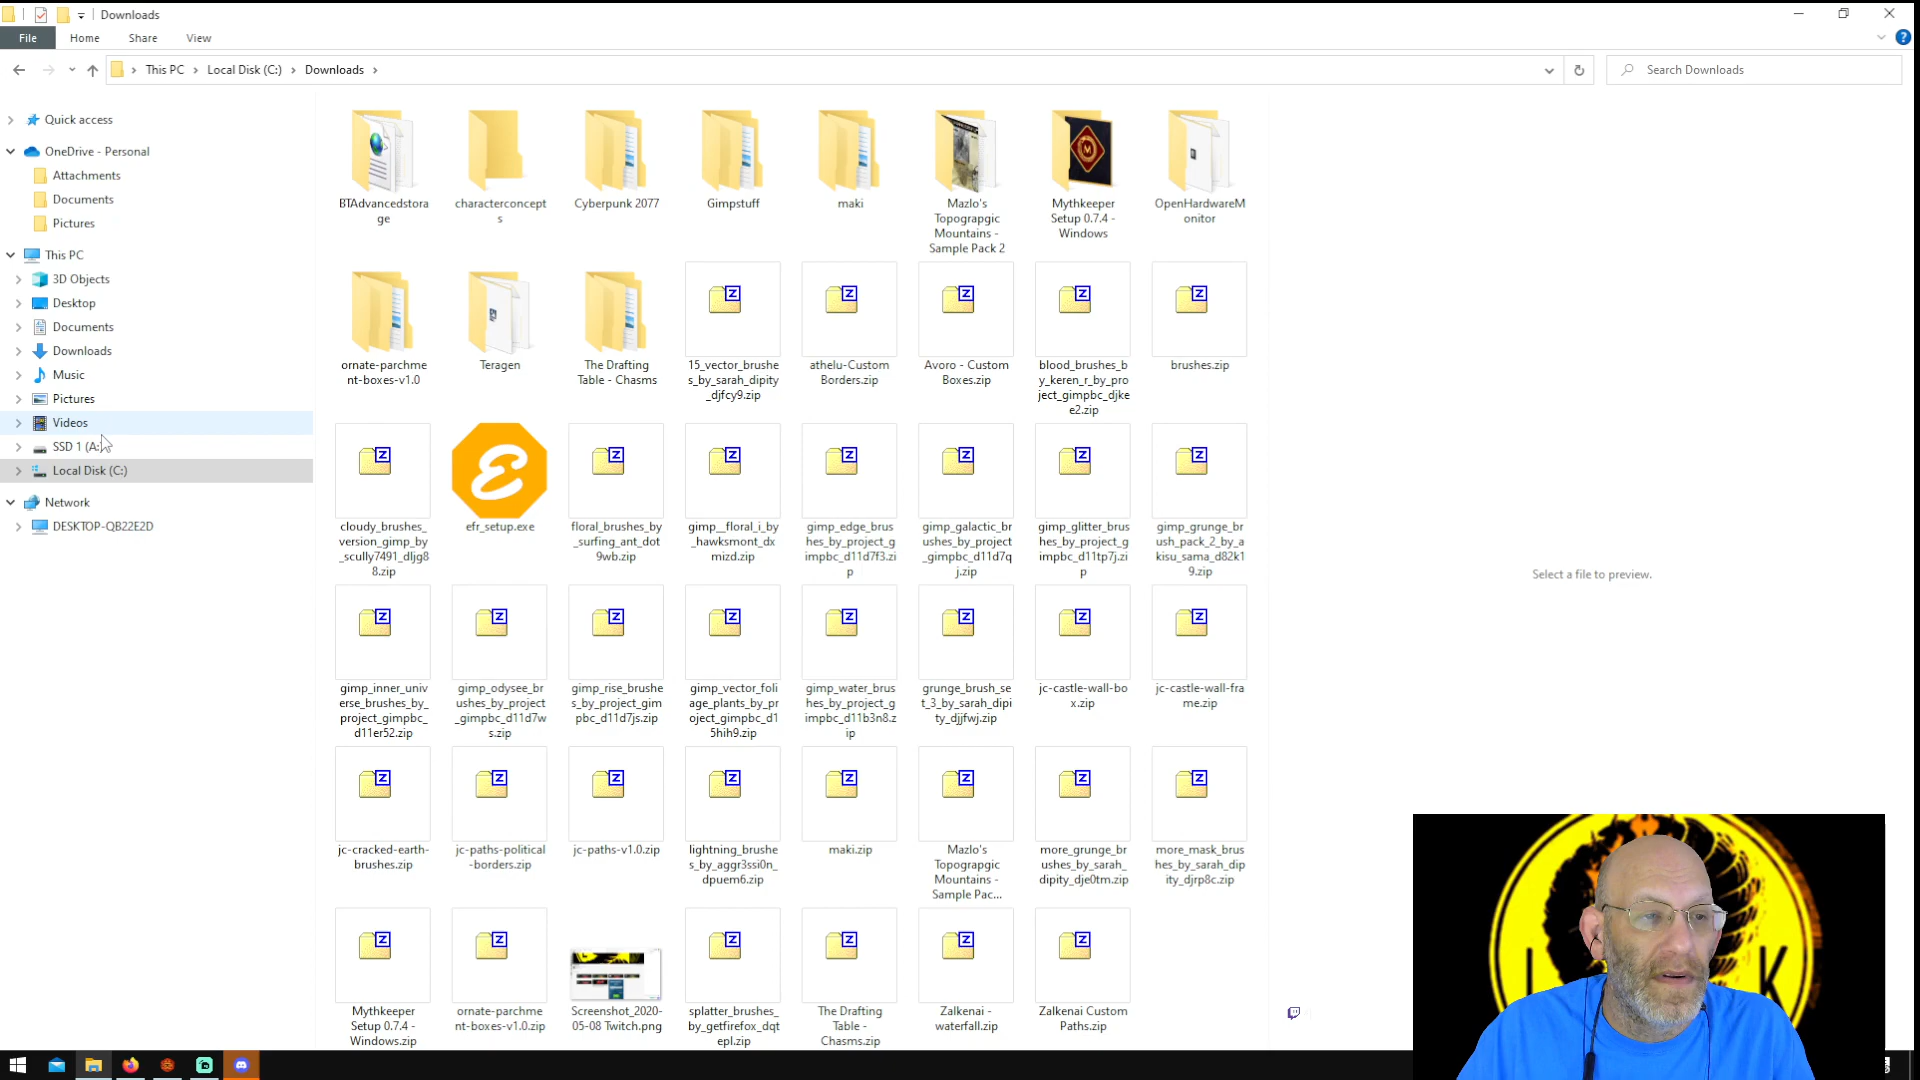 Downloads
File Home Share View
This PC Local Disk (C:) Downloads
Search Downloads
Quick access
OneDrive - Personal
Attachments
Documents
Pictures
This PC
3D Objects
Desktop
Documents
Downloads
Music
Pictures
Videos
SSD 1 (A:)
Local Disk (C:)
Network
DESKTOP-QB22E2D
BTAdvancedstora
ge
characterconcept
s
Cyberpunk 2077
Gimpstuff
maki
Mazlo's
Topograpgic
Mountains -
Sample Pack 2
Mythkeeper
Setup 0.7.4 -
Windows
OpenHardwareM
onitor
ornate-parchme
nt-boxes-v1.0
Teragen
The Drafting
Table - Chasms
15_vector_brushe
s_by_sarah_dipity
_djfcy9.zip
athelu-Custom
Borders.zip
Avoro - Custom
Boxes.zip
blood_brushes_b
y_keren_r_by_pro
ject_gimpbc_djke
e2.zip
brushes.zip
cloudy_brushes_
version_gimp_by
_scully7491_dljg8
8.zip
efr_setup.exe
floral_brushes_by
_surfing_ant_dot
9wb.zip
gimp__floral_i_by
_hawksmont_dx
mizd.zip
gimp_edge_brus
hes_by_project_g
impbc_d11d7f3.zi
p
gimp_galactic_br
ushes_by_project
_gimpbc_d11d7q
j.zip
gimp_glitter_brus
hes_by_project_g
impbc_d11tp7j.zi
p
gimp_grunge_br
ush_pack_2_by_a
kisu_sama_d82k1
9.zip
gimp_inner_univ
erse_brushes_by_
project_gimpbc_
d11er52.zip
gimp_odysee_br
ushes_by_project
_gimpbc_d11d7w
s.zip
gimp_rise_brushe
s_by_project_gim
pbc_d11d7js.zip
gimp_vector_foli
age_plants_by_pr
oject_gimpbc_d1
5hih9.zip
gimp_water_brus
hes_by_project_g
impbc_d11b3n8.z
ip
grunge_brush_se
t_3_by_sarah_dipi
ty_djjfwj.zip
jc-castle-wall-bo
x.zip
jc-castle-wall-fra
me.zip
jc-cracked-earth-
brushes.zip
jc-paths-political
-borders.zip
jc-paths-v1.0.zip
lightning_brushe
s_by_aggr3ssi0n_
dpuem6.zip
maki.zip
Mazlo's
Topograpgic
Mountains -
Sample Pac...
more_grunge_br
ushes_by_sarah_
dipity_dje0tm.zip
more_mask_brus
hes_by_sarah_dip
ity_djrp8c.zip
Mythkeeper
Setup 0.7.4 -
Windows.zip
ornate-parchme
nt-boxes-v1.0.zip
Screenshot_2020-
05-08 Twitch.png
splatter_brushes_
by_getfirefox_dqt
epl.zip
The Drafting
Table -
Chasms.zip
Zalkenai -
waterfall.zip
Zalkenai Custom
Paths.zip
Select a file to preview.
K